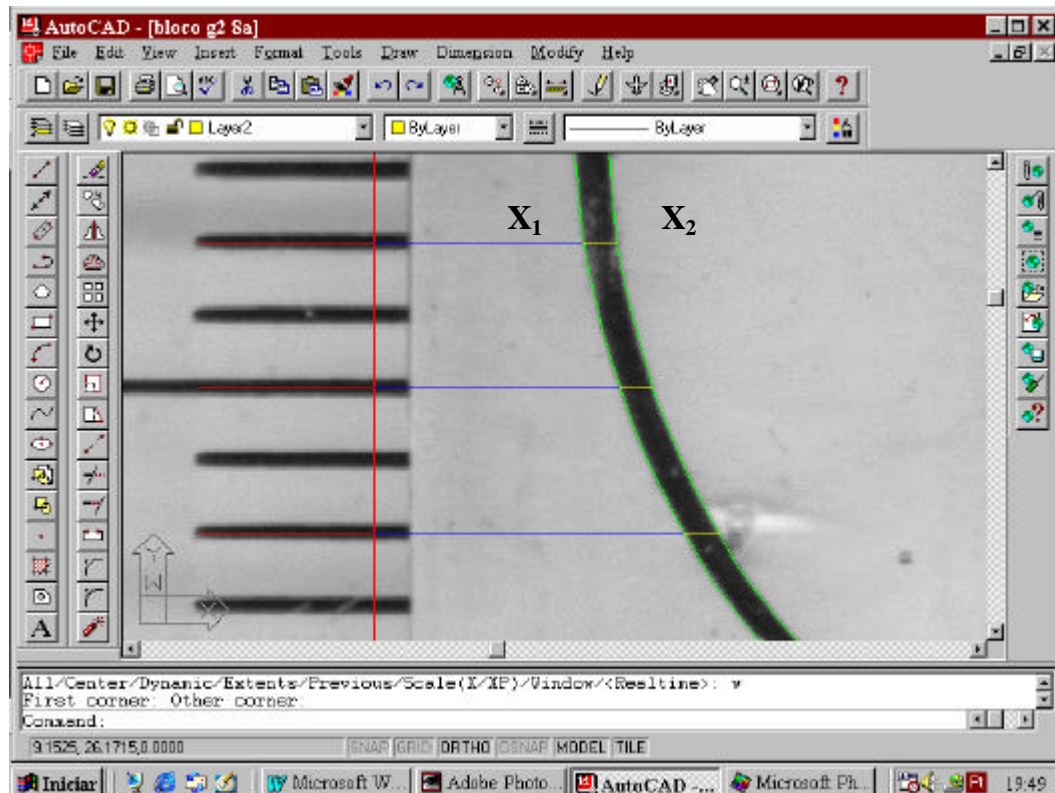 AutoCAD - [bloco g2 8a]
File Edit View Insert Format Tools Draw Dimension Modify Help
Layer2 ByLayer ByLayer
X1 X2
W
X
A
All/Center/Dynamic/Extents/Previous/Scale(X/XP)/Window/<Realtime>: w
First corner: Other corner:
Command:
9.1525, 26.1715,0.0000 SNAP GRID ORTHO OSNAP MODEL TILE
Iniciar Microsoft W... Adobe Photo... AutoCAD -... Microsoft Ph... 19:49